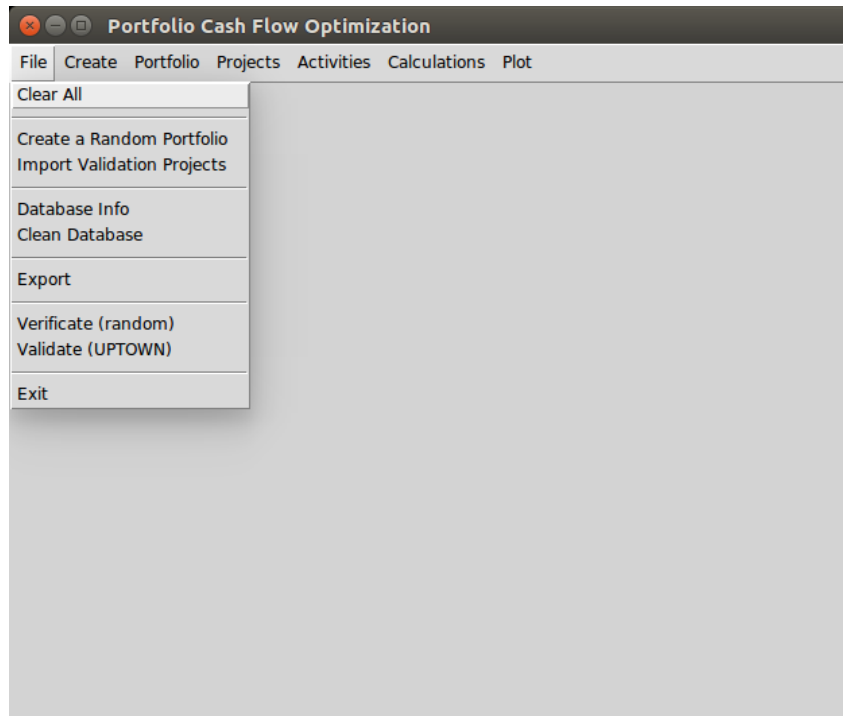 Portfolio Cash Flow Optimization
File Create Portfolio Projects Activities Calculations Plot
Clear All
Create a Random Portfolio
Import Validation Projects
Database Info
Clean Database
Export
Verificate (random)
Validate (UPTOWN)
Exit